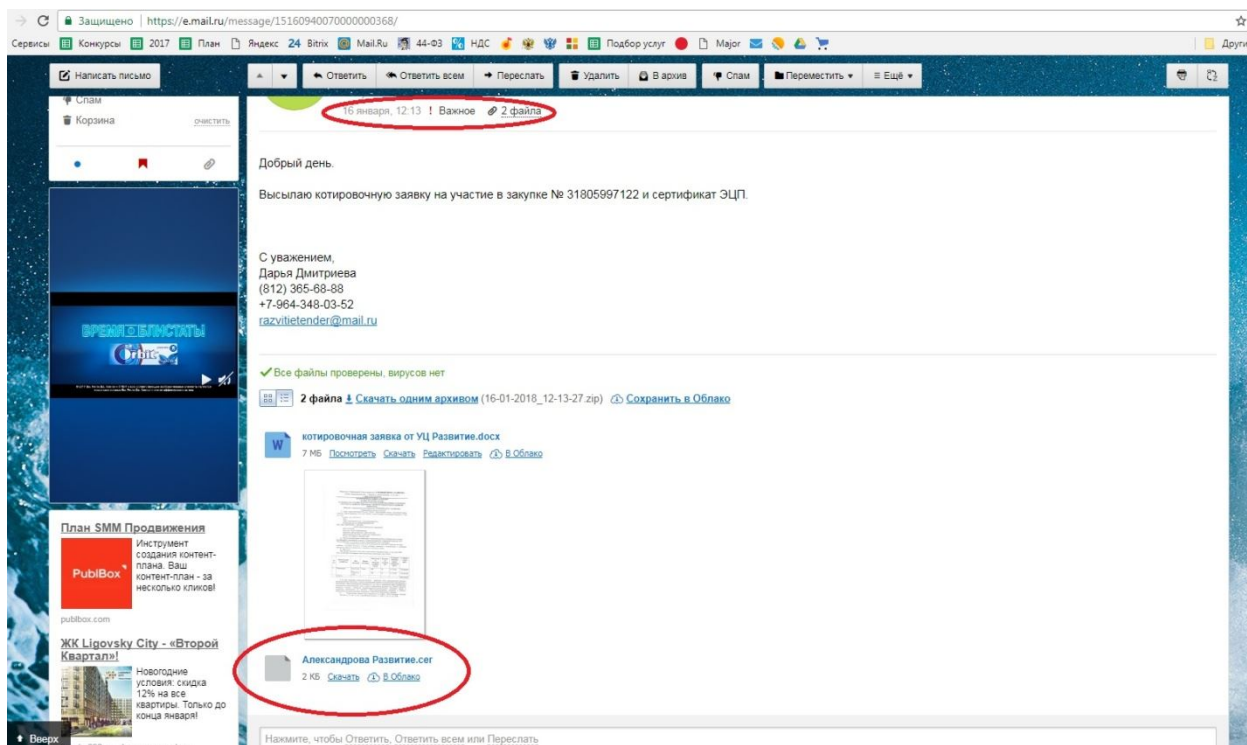 Защищено | https://e.mail.ru/message/15160940070000000368/
Сервисы Конкурсы 2017 План Яндекс 24 Bitrix Mail.Ru 44-ФЗ НДС Подбор услуг Major Други
Написать письмо Ответить Ответить всем Переслать Удалить В архив Спам Переместить Ещё
Спам
Корзина очистить
16 января, 12:13 ! Важное 2 файла
Добрый день.
Высылаю котировочную заявку на участие в закупке № 31805997122 и сертификат ЭЦП.
С уважением,
Дарья Дмитриева
(812) 365-68-88
+7-964-348-03-52
razvitietender@mail.ru
ВРЕМЯ БЛИСТАТЬ!
Orbit
Все файлы проверены, вирусов нет
2 файла Скачать одним архивом (16-01-2018_12-13-27.zip) Сохранить в Облако
W
котировочная заявка от УЦ Развитие.docx
7 МБ Посмотреть Скачать Редактировать В Облако
План SMM Продвижения
PublBox
Инструмент
создания контент-
плана. Ваш
контент-план - за
несколько кликов!
publbox.com
ЖК Ligovsky City - «Второй
Квартал»!
Новогодние
условия: скидка
12% на все
квартиры. Только до
конца января!
Александрова Развитие.cer
2 КБ Скачать В Облако
Вверх
Нажмите, чтобы Ответить, Ответить всем или Переслать